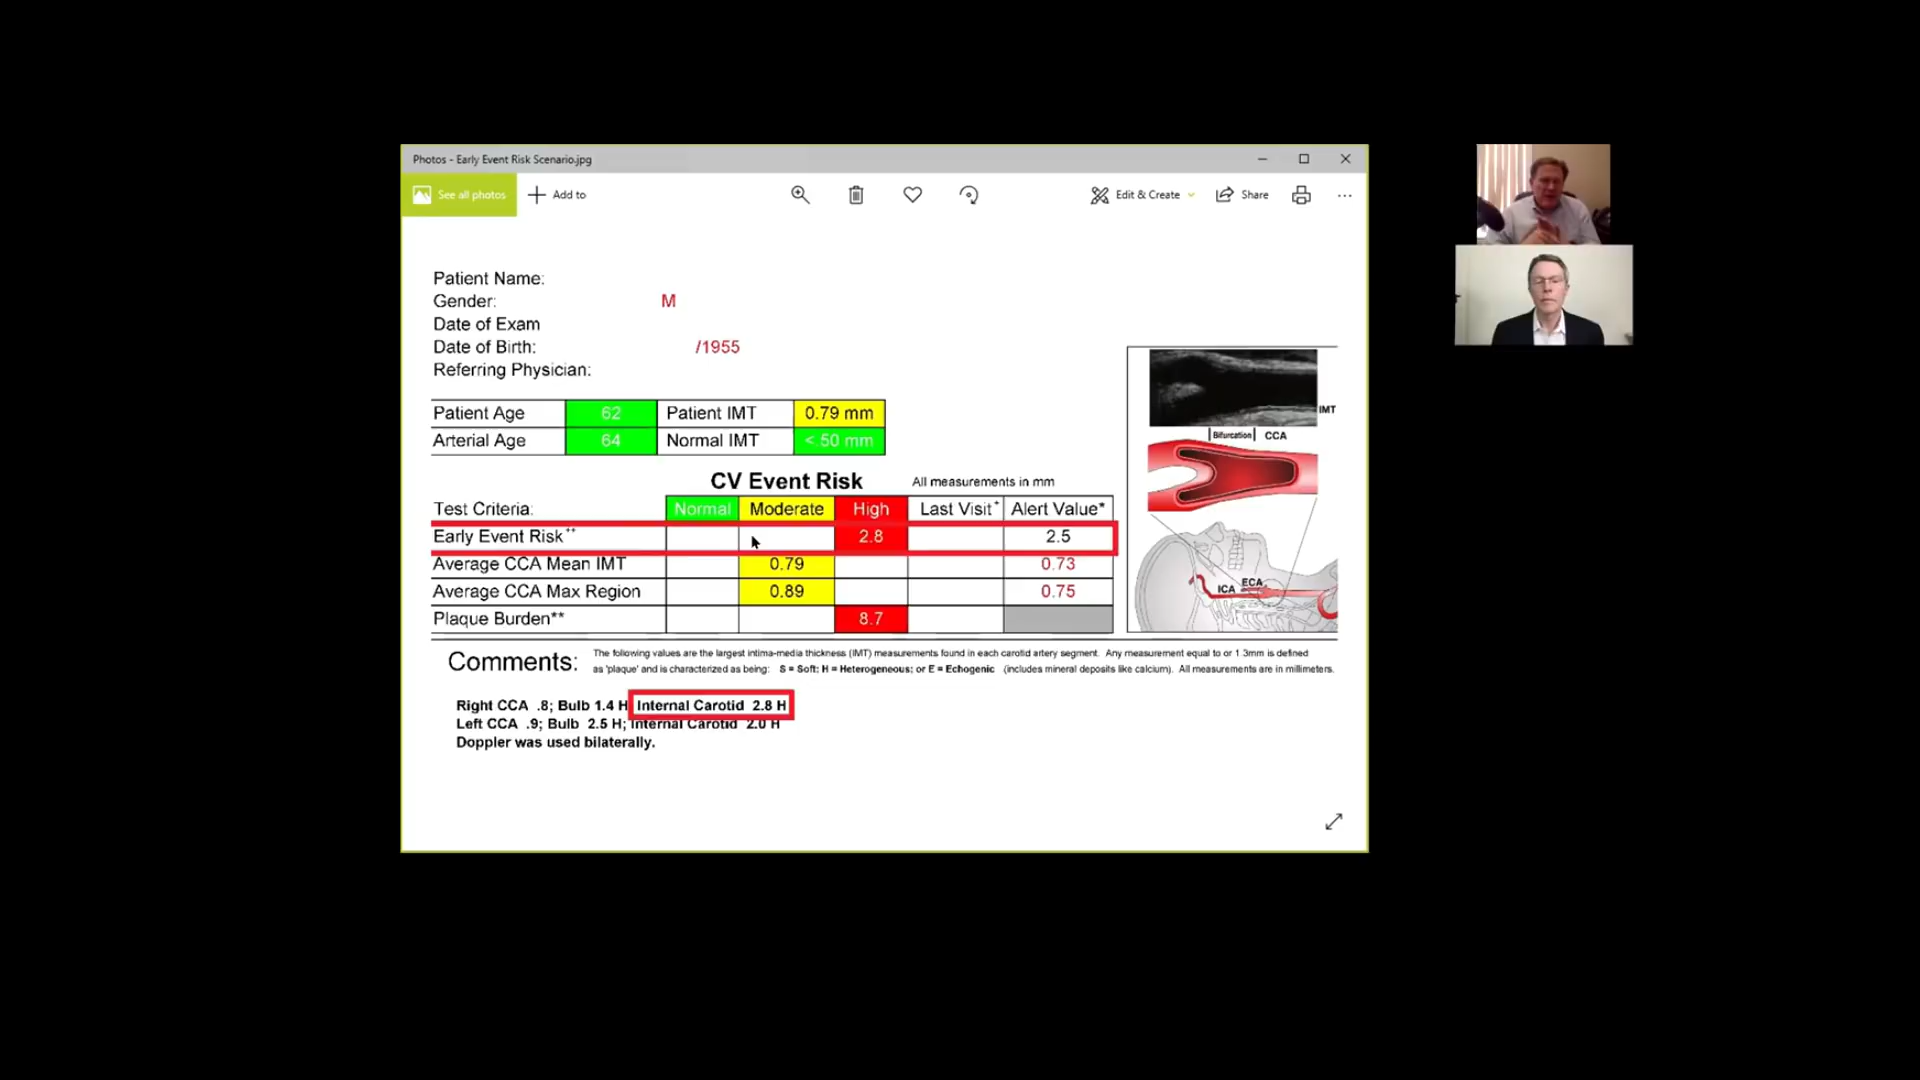 Photos - Early Event Risk Scenario.jpg
See all photos + Add to Edit & Create Share
Patient Name:
Gender: M
Date of Exam
Date of Birth: /1955
Referring Physician:
Patient Age 62 Patient IMT 0.79 mm
Arterial Age 64 Normal IMT <.50 mm
IMT
Bifurcation CCA
CV Event Risk All measurements in mm
Test Criteria: Normal Moderate High Last Visit+ Alert Value*
Early Event Risk++ 2.8 2.5
Average CCA Mean IMT 0.79 0.73
Average CCA Max Region 0.89 0.75
Plaque Burden** 8.7
ICA ECA
Comments: The following values are the largest intima-media thickness (IMT) measurements found in each carotid artery segment. Any measurement equal to or 1.3mm is defined
as 'plaque' and is characterized as being: S = Soft; H = Heterogeneous; or E = Echogenic (includes mineral deposits like calcium). All measurements are in millimeters.
Right CCA .8; Bulb 1.4 H Internal Carotid 2.8 H
Left CCA .9; Bulb 2.5 H; Internal Carotid 2.0 H
Doppler was used bilaterally.